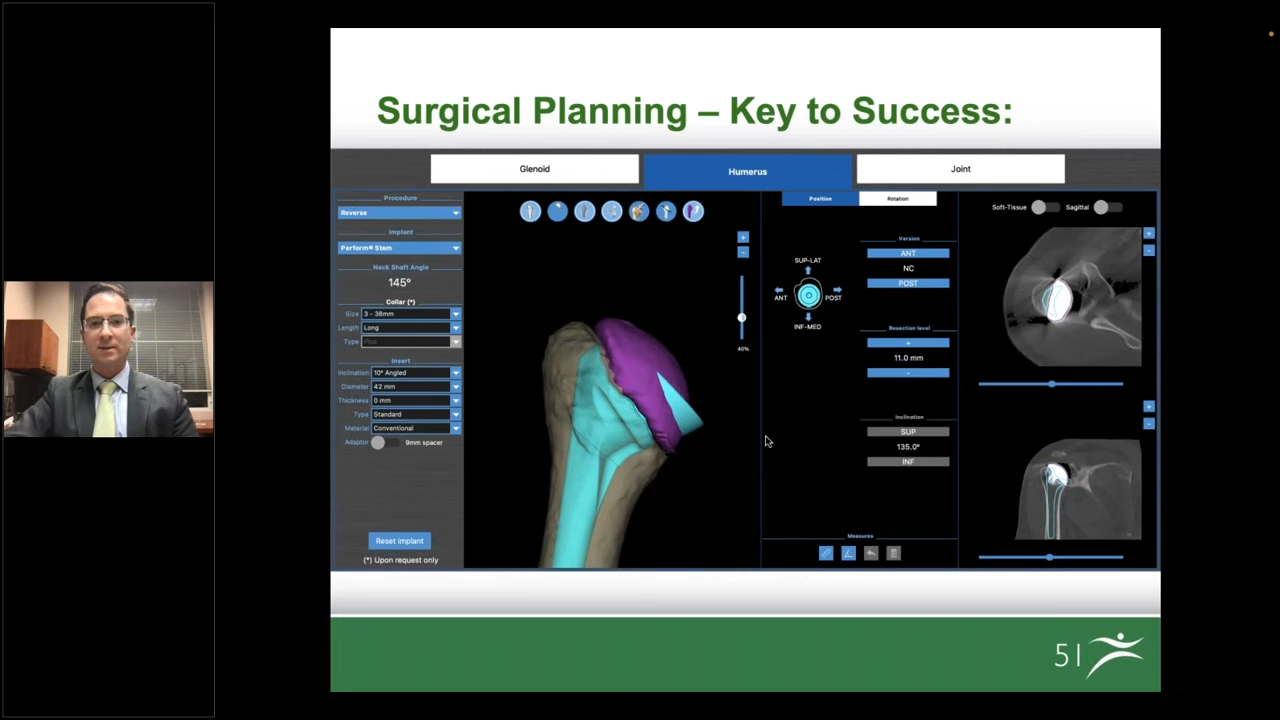 Surgical Planning – Key to Success:
Glenoid
Humerus
Joint
Procedure
Reverse
Implant
Perform® Stem
Neck Shaft Angle
145°
Collar (*)
Size 3 - 38mm
Length Long
Type Plus
Insert
Inclination 10° Angled
Diameter 42 mm
Thickness 0 mm
Type Standard
Material Conventional
Adaptor 9mm spacer
Reset implant
(*) Upon request only
+
-
40%
Position
Rotation
SUP-LAT
ANT
POST
INF-MED
Version
ANT
NC
POST
Resection level
+
11.0 mm
-
Inclination
SUP
135.0°
INF
Measures
Soft-Tissue
Sagittal
+
-
+
-
51